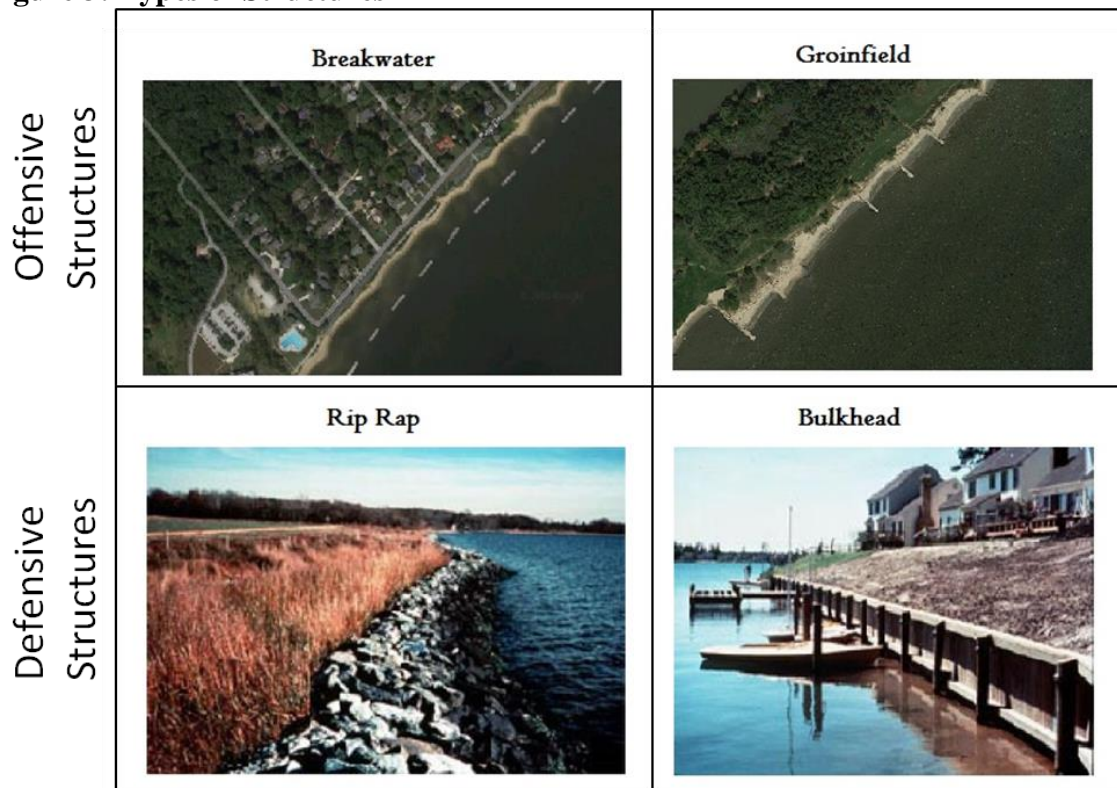 Offensive
Structures
Breakwater
Groinfield
Defensive
Structures
Rip Rap
Bulkhead